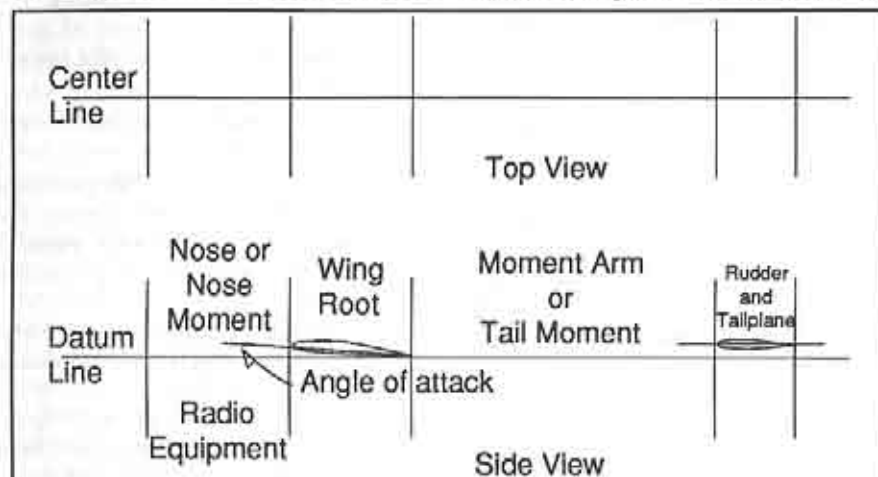 Center
Line
Top View
Nose or
Nose
Moment
Wing
Root
Moment Arm
or
Tail Moment
Rudder
and
Tailplane
Datum
Line
Angle of attack
Radio
Equipment
Side View